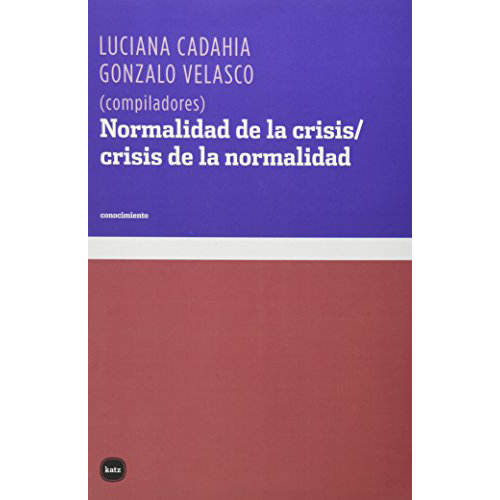 LUCIANA CADAHIA
GONZALO VELASCO
(compiladores)
Normalidad de la crisis/
crisis de la normalidad
conocimiento
katz